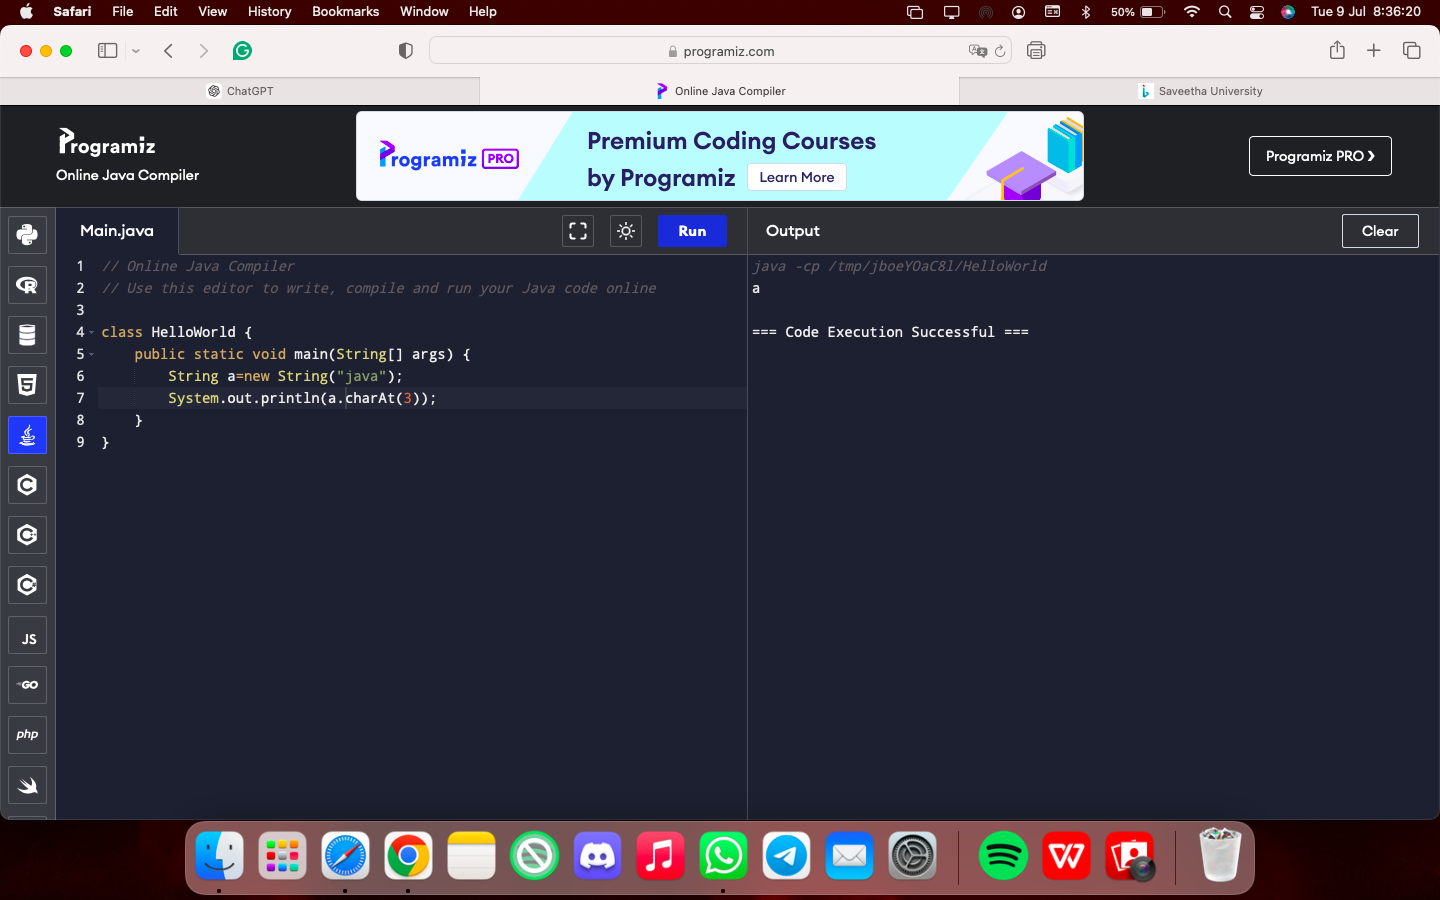 Safari File Edit View History Bookmarks Window Help 50% Tue 9 Jul 8:36:20
programiz.com
ChatGPT Online Java Compiler Saveetha University
Programiz
Online Java Compiler
Programiz PRO
Premium Coding Courses
by Programiz Learn More
Programiz PRO ❯
Main.java Run Output Clear
1 // Online Java Compiler
2 // Use this editor to write, compile and run your Java code online
3
4 class HelloWorld {
5 public static void main(String[] args) {
6 String a=new String("java");
7 System.out.println(a.charAt(3));
8 }
9 }
java -cp /tmp/jboeYOaC8l/HelloWorld
a
=== Code Execution Successful ===
JS
GO
php